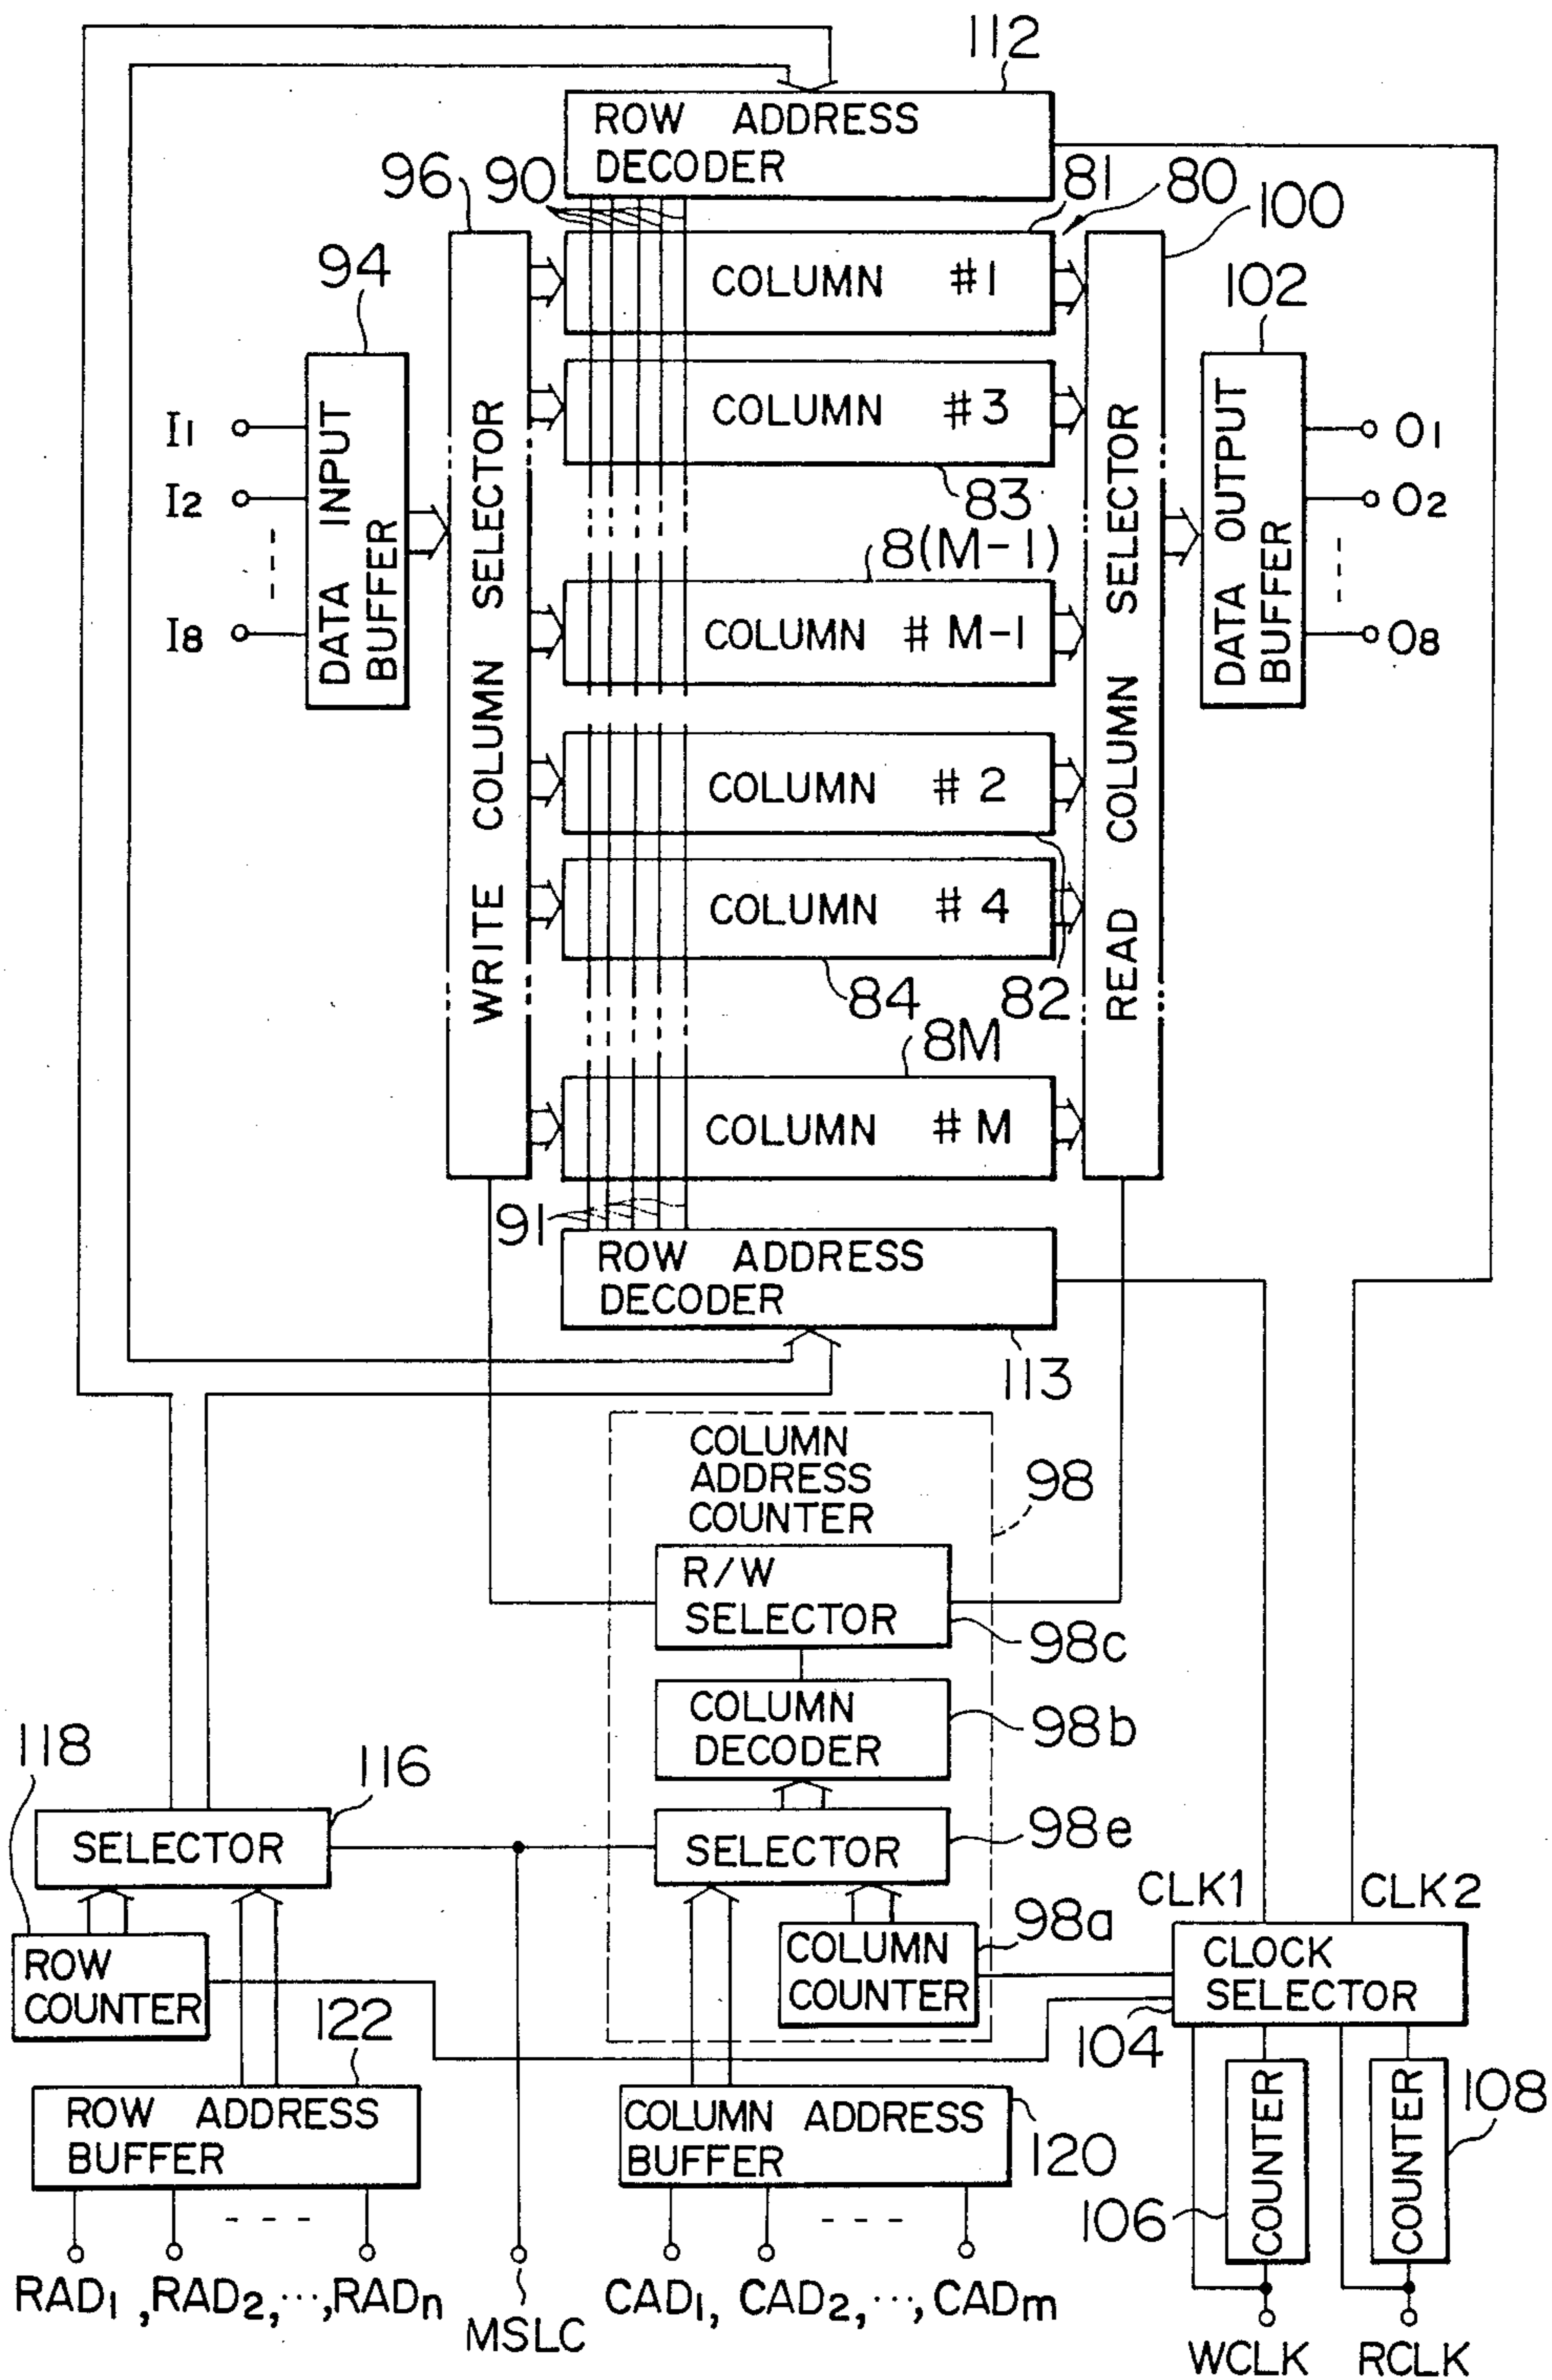 112
ROW ADDRESS
DECODER
96
90
81
80
100
94
102
COLUMN #1
COLUMN #3
83
I1
I2
I8
DATA INPUT
BUFFER
WRITE COLUMN SELECTOR
READ COLUMN SELECTOR
DATA OUTPUT
BUFFER
O1
O2
O8
8(M-1)
COLUMN # M-1
COLUMN # 2
COLUMN # 4
84
82
8M
COLUMN # M
91
ROW ADDRESS
DECODER
113
COLUMN
ADDRESS
COUNTER
98
R/W
SELECTOR
98c
COLUMN
DECODER
98b
118
116
SELECTOR
SELECTOR
98e
CLK1
CLK2
98a
ROW
COUNTER
COLUMN
COUNTER
CLOCK
SELECTOR
122
104
ROW ADDRESS
BUFFER
COLUMN ADDRESS
BUFFER
120
106
COUNTER
COUNTER
108
RAD1, RAD2, ..., RADn
MSLC
CAD1, CAD2, ..., CADm
WCLK
RCLK